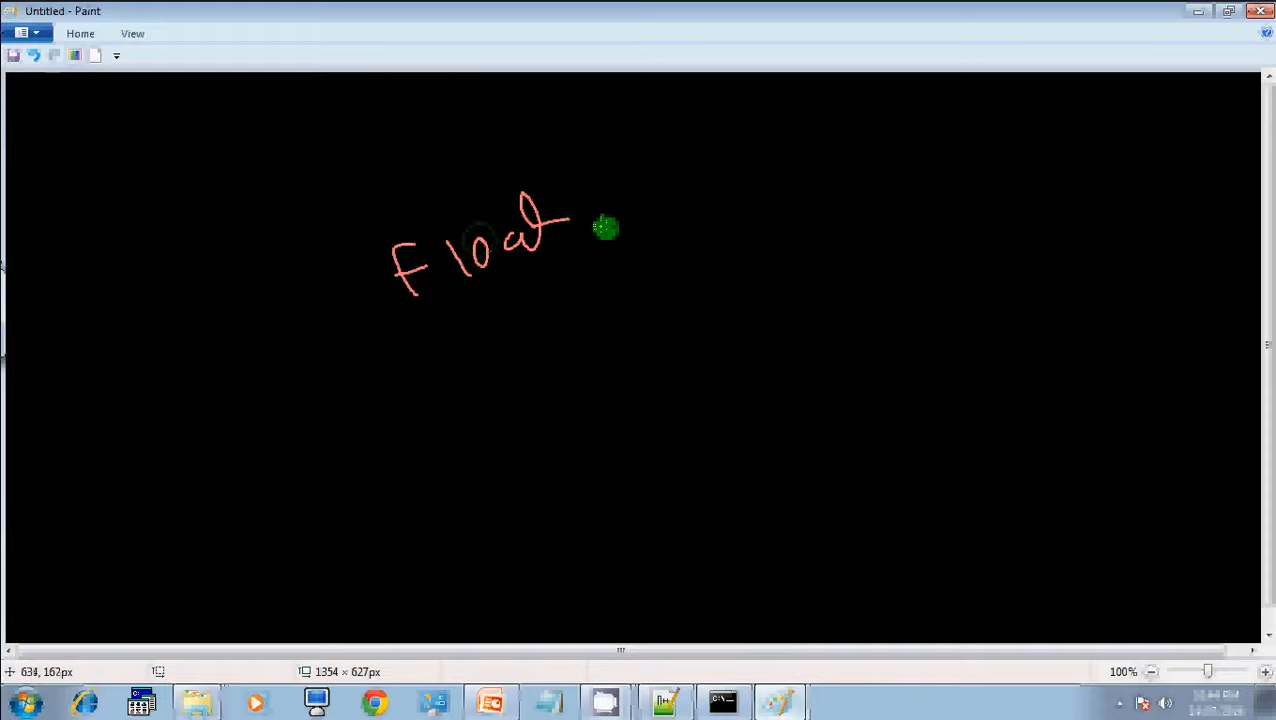 Untitled - Paint
Home View
Float
634, 162px 1354 × 627px 100%